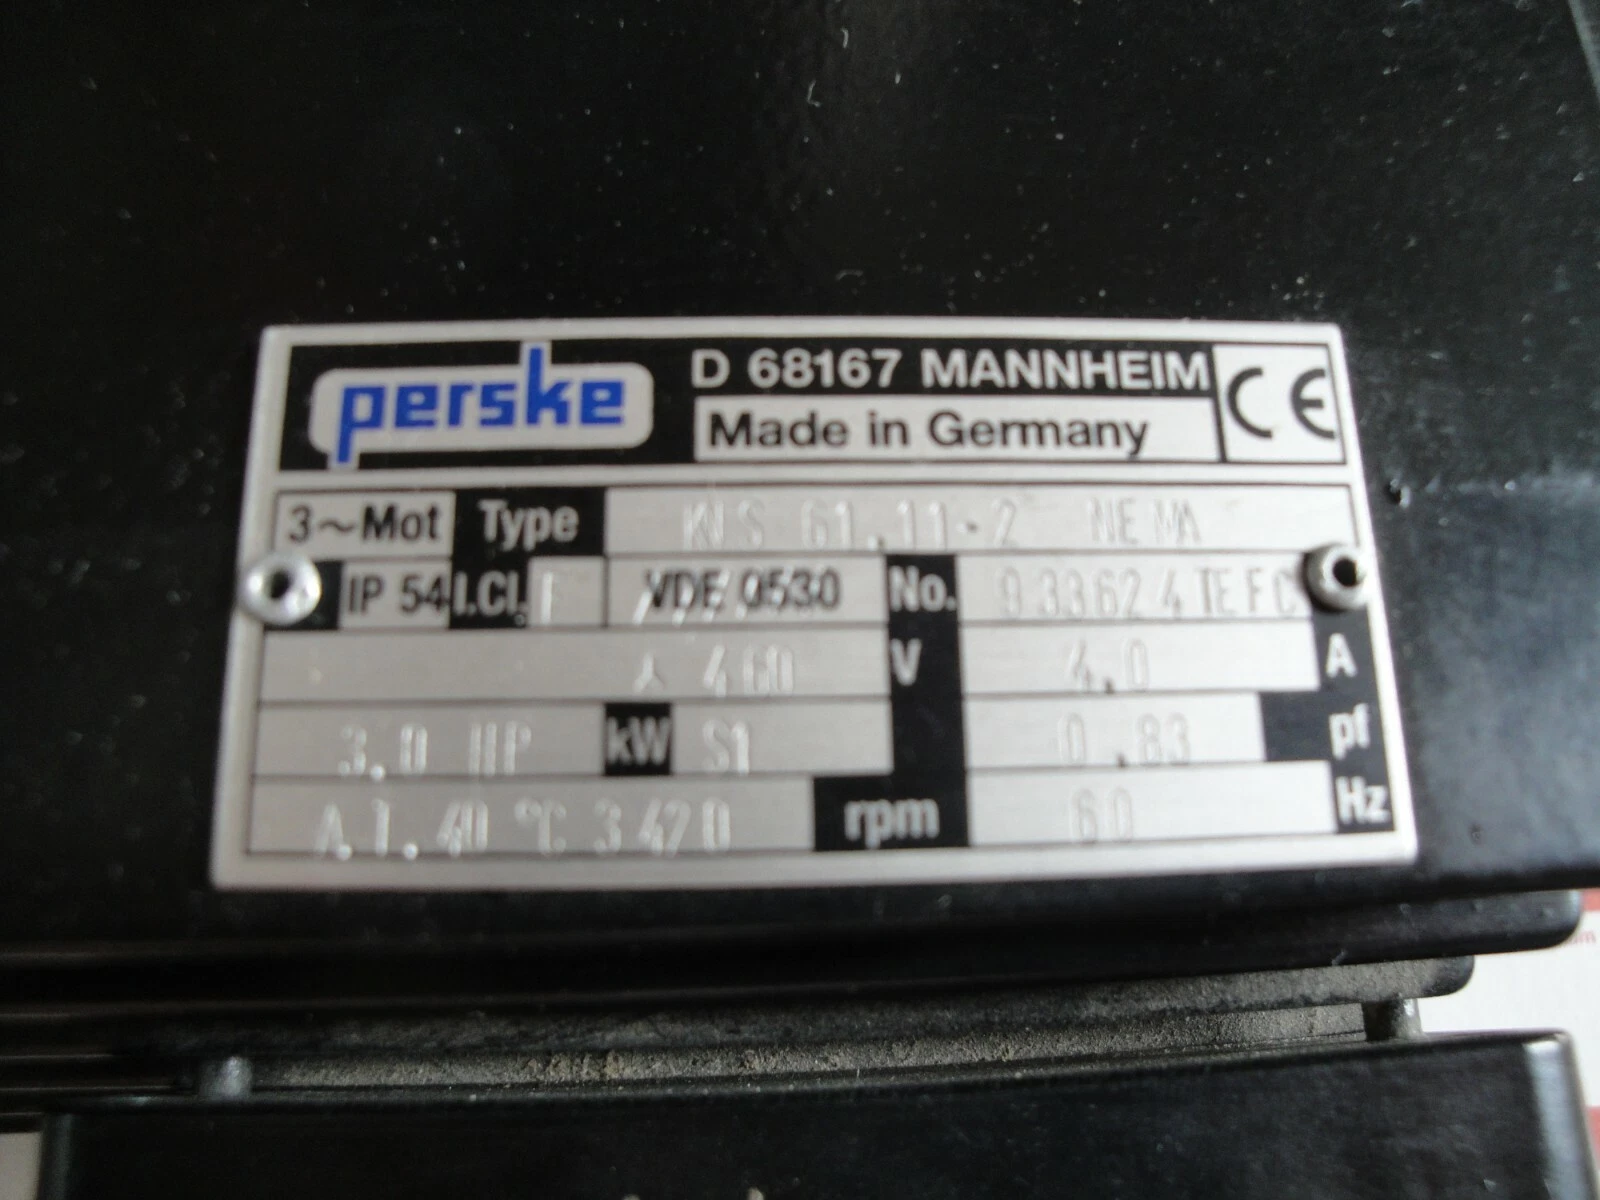 perske
D 68167 MANNHEIM
Made in Germany
CE
3~Mot Type KNS 61.11-2 NEMA
IP 54 I.Cl. F VDE 0530 No. 933624 TEFC
⅄ 460 V 4.0 A
3.0 HP kW S1 0.83 pf
A.T. 40 °C 3420 rpm 60 Hz